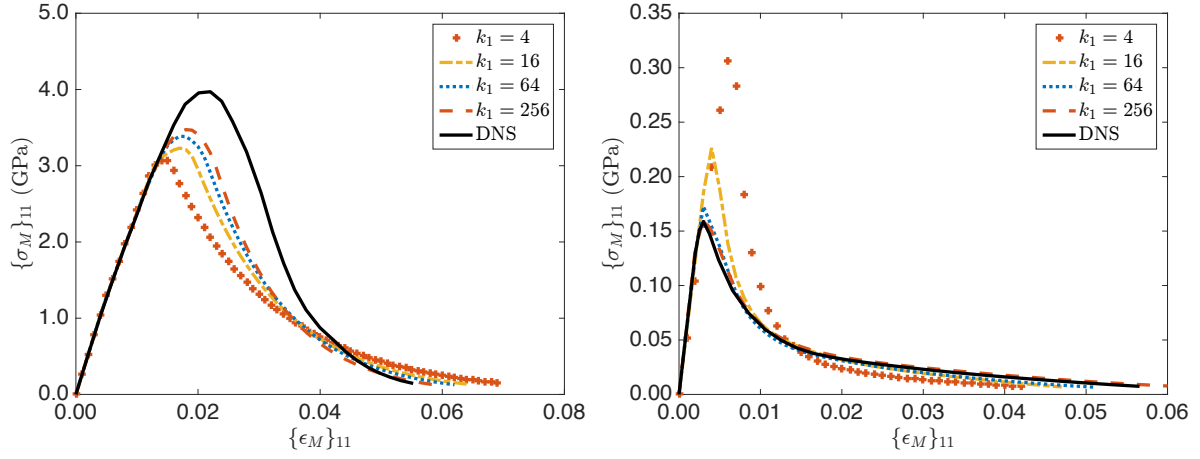 5.0
4.0
3.0
2.0
1.0
0.0
0.00
0.02
0.04
0.06
0.08
{σ_M}_11 (GPa)
{ϵ_M}_11
k_1 = 4
k_1 = 16
k_1 = 64
k_1 = 256
DNS
0.35
0.30
0.25
0.20
0.15
0.10
0.05
0.00
0.00
0.01
0.02
0.03
0.04
0.05
0.06
{σ_M}_11 (GPa)
{ϵ_M}_11
k_1 = 4
k_1 = 16
k_1 = 64
k_1 = 256
DNS